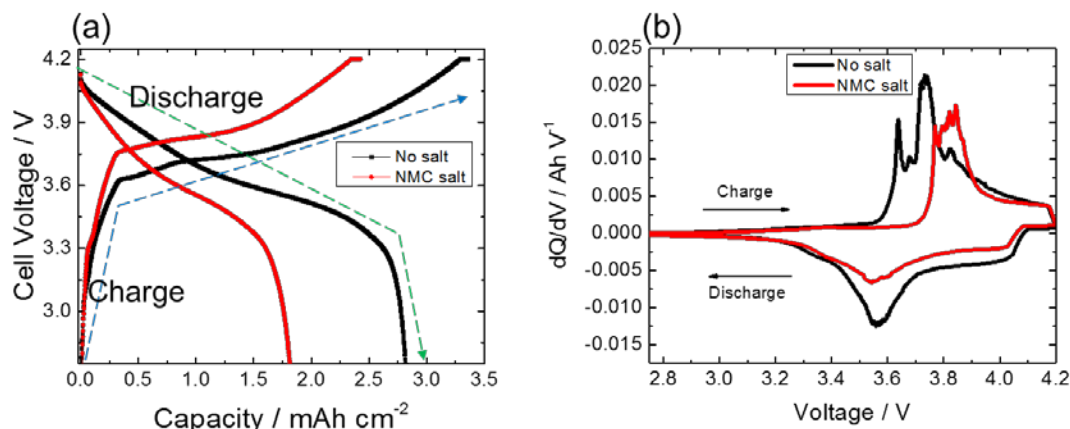 (a)
4.2
3.9
3.6
3.3
3.0
Cell Voltage / V
Discharge
Charge
No salt
NMC salt
0.0 0.5 1.0 1.5 2.0 2.5 3.0 3.5
Capacity / mAh cm-2
(b)
0.025
0.020
0.015
0.010
0.005
0.000
-0.005
-0.010
-0.015
dQ/dV / Ah V-1
No salt
NMC salt
Charge
Discharge
2.8 3.0 3.2 3.4 3.6 3.8 4.0 4.2
Voltage / V